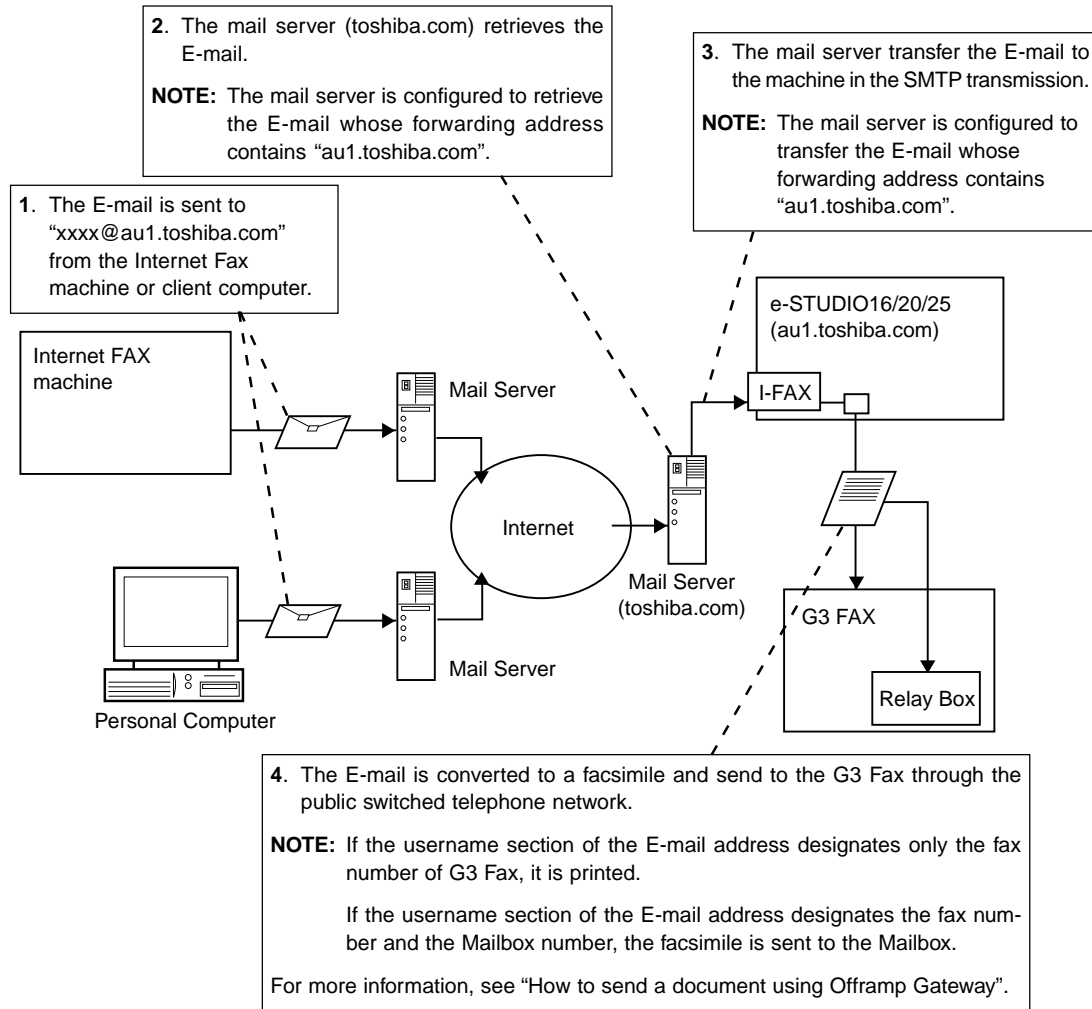 2. The mail server (toshiba.com) retrieves the
E-mail.
NOTE: The mail server is configured to retrieve
the E-mail whose forwarding address
contains “au1.toshiba.com”.
3. The mail server transfer the E-mail to
the machine in the SMTP transmission.
NOTE: The mail server is configured to
transfer the E-mail whose
forwarding address contains
“au1.toshiba.com”.
1. The E-mail is sent to
“xxxx@au1.toshiba.com”
from the Internet Fax
machine or client computer.
e-STUDIO16/20/25
(au1.toshiba.com)
Internet FAX
machine
Mail Server
I-FAX
Internet
Mail Server
(toshiba.com)
G3 FAX
Relay Box
Mail Server
Personal Computer
4. The E-mail is converted to a facsimile and send to the G3 Fax through the
public switched telephone network.
NOTE: If the username section of the E-mail address designates only the fax
number of G3 Fax, it is printed.
If the username section of the E-mail address designates the fax num-
ber and the Mailbox number, the facsimile is sent to the Mailbox.
For more information, see “How to send a document using Offramp Gateway”.